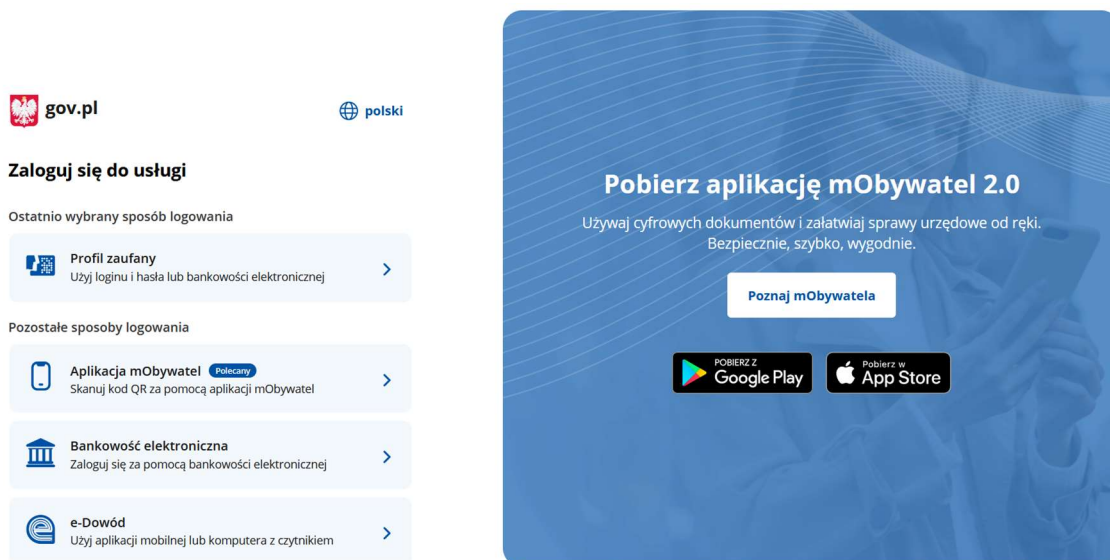 gov.pl
polski
Zaloguj się do usługi
Ostatnio wybrany sposób logowania
Profil zaufany
Użyj loginu i hasła lub bankowości elektronicznej
Pozostałe sposoby logowania
Aplikacja mObywatel Polecany
Skanuj kod QR za pomocą aplikacji mObywatel
Bankowość elektroniczna
Zaloguj się za pomocą bankowości elektronicznej
e-Dowód
Użyj aplikacji mobilnej lub komputera z czytnikiem
Pobierz aplikację mObywatel 2.0
Używaj cyfrowych dokumentów i załatwiaj sprawy urzędowe od ręki.
Bezpiecznie, szybko, wygodnie.
Poznaj mObywatela
POBIERZ Z
Google Play
Pobierz w
App Store